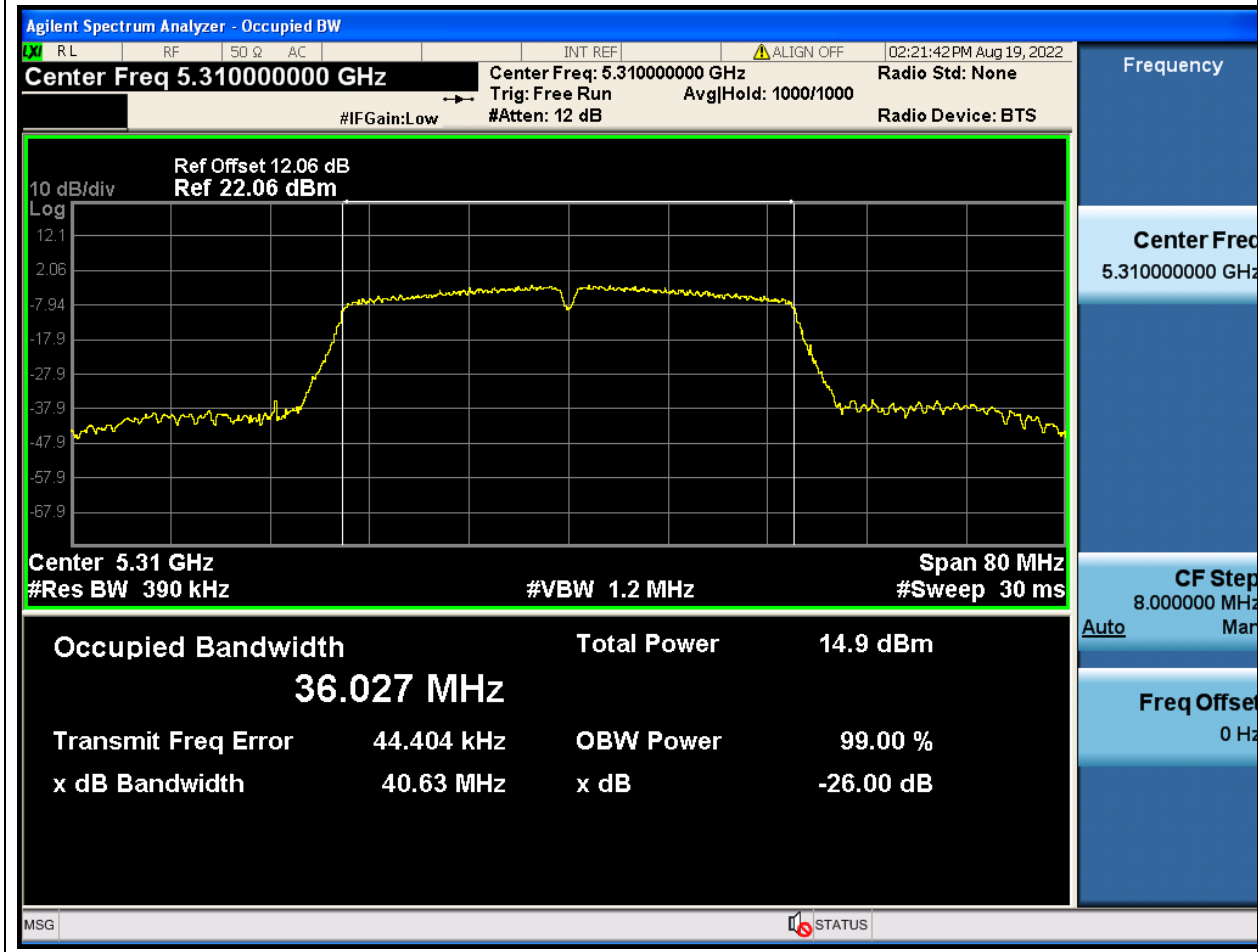 Agilent Spectrum Analyzer - Occupied BW
LXI RL RF 50 Ω AC INT REF ALIGN OFF 02:21:42 PM Aug 19, 2022
Center Freq 5.310000000 GHz
Center Freq: 5.310000000 GHz Radio Std: None
Trig: Free Run Avg|Hold: 1000/1000
#IFGain:Low #Atten: 12 dB Radio Device: BTS
Ref Offset 12.06 dB
10 dB/div Ref 22.06 dBm
Log
12.1
2.06
-7.94
-17.9
-27.9
-37.9
-47.9
-57.9
-67.9
Center 5.31 GHz Span 80 MHz
#Res BW 390 kHz #VBW 1.2 MHz #Sweep 30 ms
Occupied Bandwidth Total Power 14.9 dBm
36.027 MHz
Transmit Freq Error 44.404 kHz OBW Power 99.00 %
x dB Bandwidth 40.63 MHz x dB -26.00 dB
MSG STATUS
Frequency
Center Freq
5.310000000 GHz
CF Step
8.000000 MHz
Auto Man
Freq Offset
0 Hz